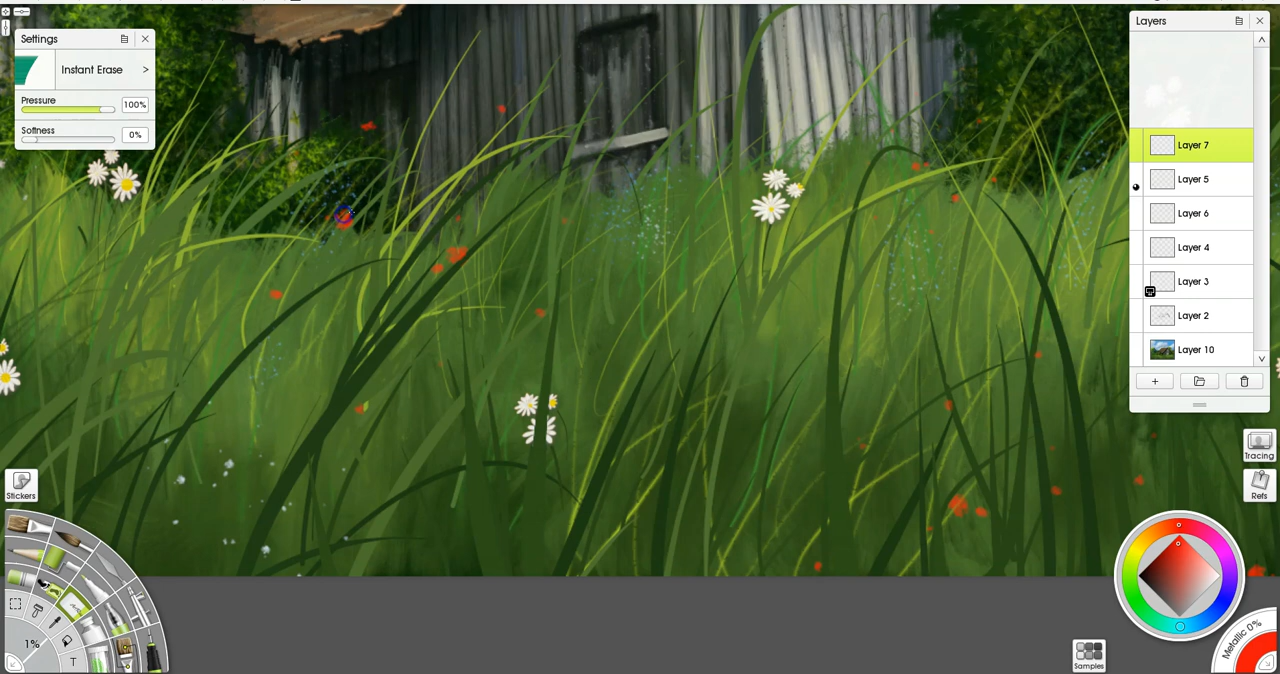 Settings
Instant Erase >
Pressure
100%
Softness
0%
Layers
Layer 7
Layer 5
Layer 6
Layer 4
Layer 3
Layer 2
Layer 10
+
Tracing
Refs
Stickers
1%
T
Samples
Metallic 0%